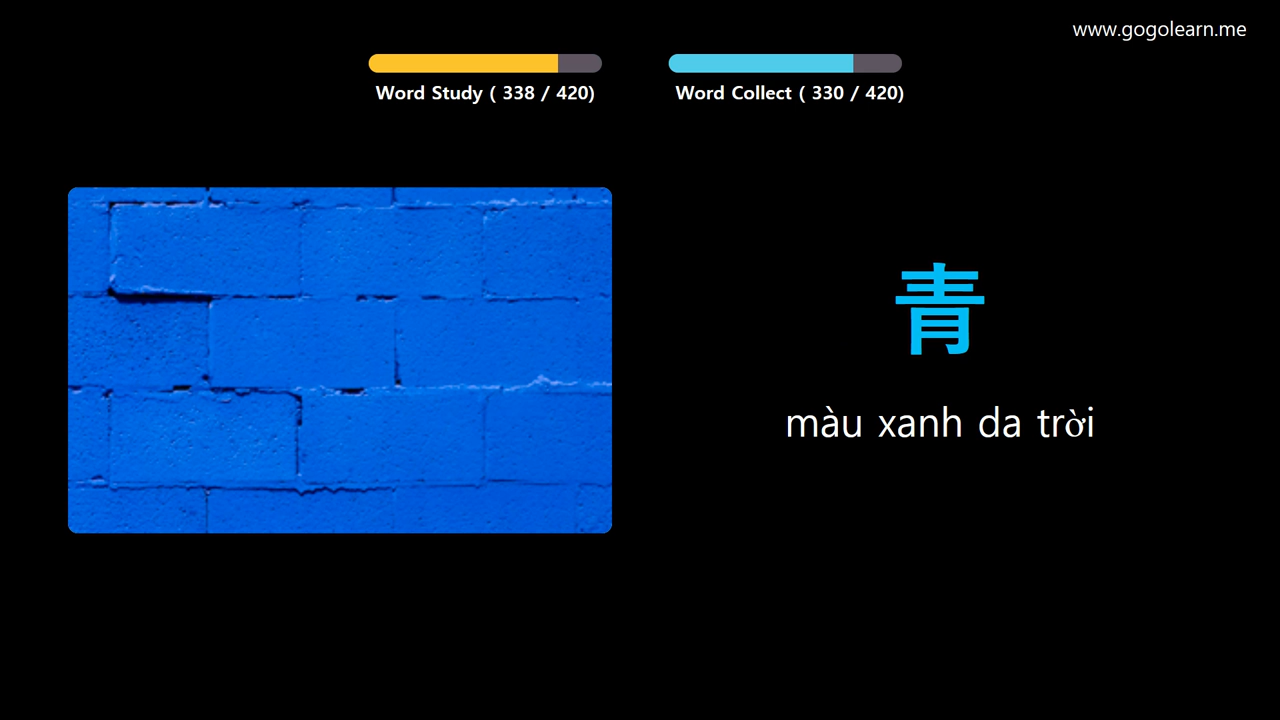 www.gogolearn.me
Word Study ( 338 / 420)
Word Collect ( 330 / 420)
青
màu xanh da trời